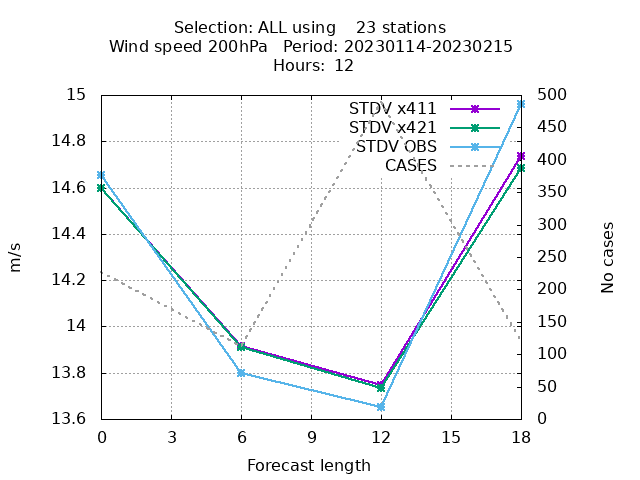 Selection: ALL using    23 stations
Wind speed 200hPa   Period: 20230114-20230215
Hours:  12
STDV x411
STDV x421
STDV OBS
CASES
15
14.8
14.6
14.4
14.2
14
13.8
13.6
500
450
400
350
300
250
200
150
100
50
0
m/s
No cases
0 3 6 9 12 15 18
Forecast length